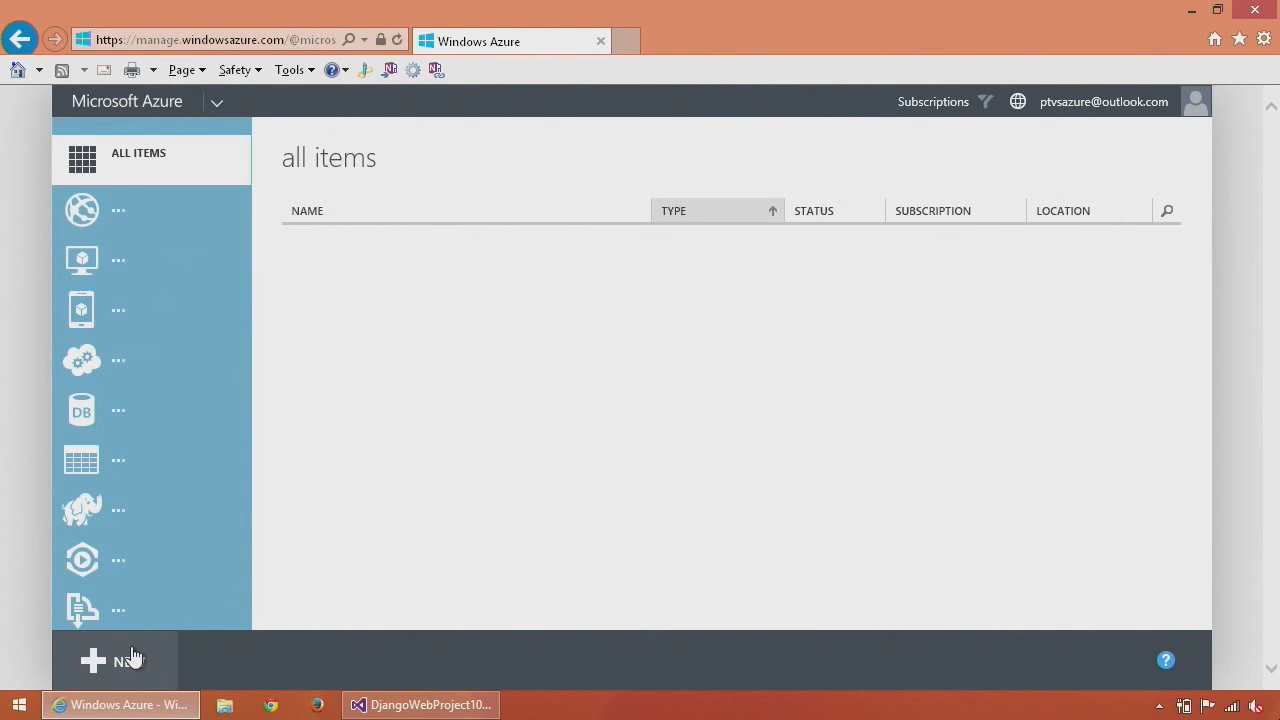 https://manage.windowsazure.com/@micros
Windows Azure
Page
Safety
Tools
Microsoft Azure
Subscriptions
ptvsazure@outlook.com
ALL ITEMS
all items
NAME
TYPE
STATUS
SUBSCRIPTION
LOCATION
...
...
...
...
DB
...
...
...
...
...
?
Windows Azure - Wi...
DjangoWebProject10...